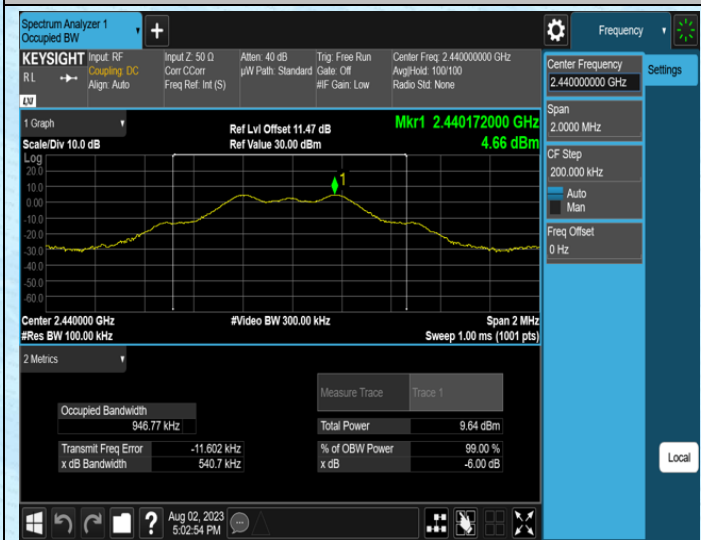 Spectrum Analyzer 1
Occupied BW
+
Frequency
KEYSIGHT
R L
LXI
Input: RF
Coupling: DC
Align: Auto
Input Z: 50 Ω
Corr CCorr
Freq Ref: Int (S)
Atten: 40 dB
µW Path: Standard
Trig: Free Run
Gate: Off
#IF Gain: Low
Center Freq: 2.440000000 GHz
Avg|Hold: 100/100
Radio Std: None
Center Frequency
2.440000000 GHz
Settings
Span
2.0000 MHz
CF Step
200.000 kHz
Auto
Man
Freq Offset
0 Hz
1 Graph
Scale/Div 10.0 dB
Ref Lvl Offset 11.47 dB
Ref Value 30.00 dBm
Mkr1 2.440172000 GHz
4.66 dBm
Log
20.0
10.0
0.00
-10.0
-20.0
-30.0
-40.0
-50.0
-60.0
1
Center 2.440000 GHz
#Res BW 100.00 kHz
#Video BW 300.00 kHz
Span 2 MHz
Sweep 1.00 ms (1001 pts)
2 Metrics
Measure Trace Trace 1
Occupied Bandwidth
946.77 kHz
Total Power 9.64 dBm
Transmit Freq Error -11.602 kHz
% of OBW Power 99.00 %
x dB Bandwidth 540.7 kHz
x dB -6.00 dB
Local
?
Aug 02, 2023
5:02:54 PM